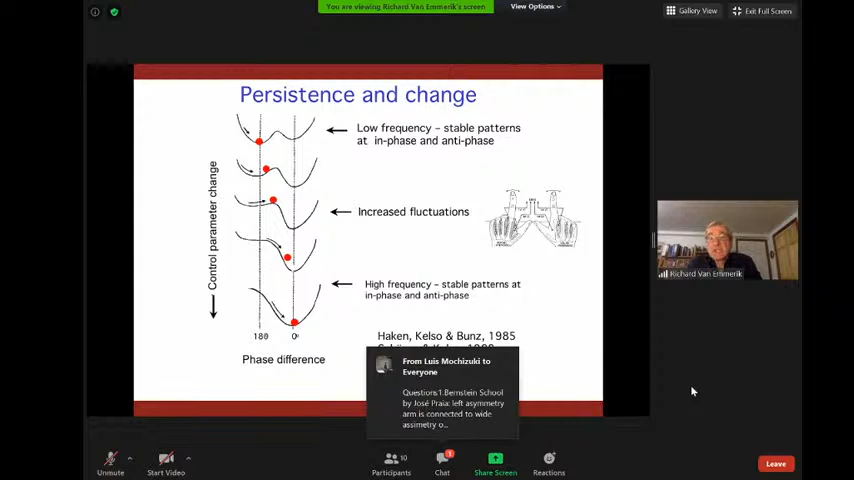 You are viewing Richard Van Emmerik's screen
View Options
Gallery View
Exit Full Screen
Persistence and change
Low frequency – stable patterns
at in-phase and anti-phase
Control parameter change
Increased fluctuations
High frequency – stable patterns at
in-phase and anti-phase
180
0
Phase difference
Haken, Kelso & Bunz, 1985
Richard Van Emmerik
From Luis Mochizuki to
Everyone
Questions1.Bernstein School
by José Praia: left asymmetry
arm is connected to wide
assimetry o...
Unmute
Start Video
Participants
10
Chat
1
Share Screen
Reactions
Leave